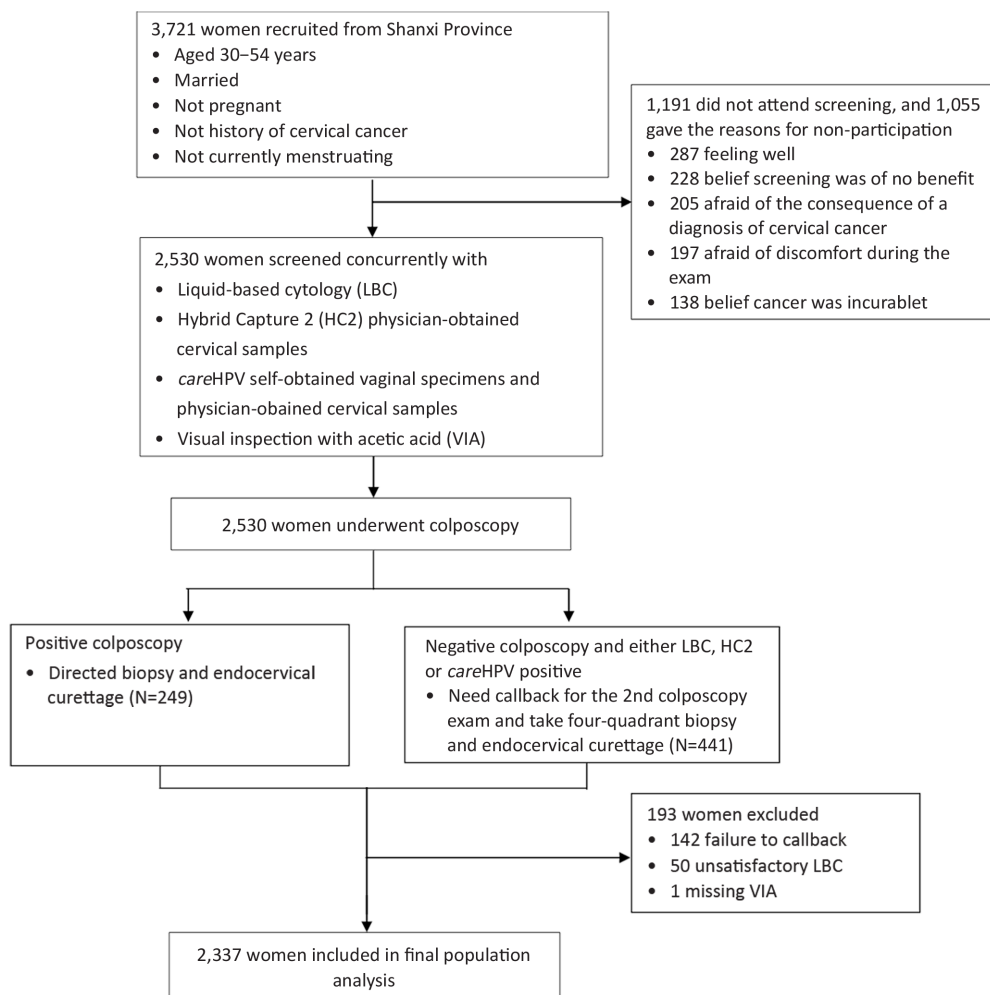 3,721 women recruited from Shanxi Province
• Aged 30–54 years
• Married
• Not pregnant
• Not history of cervical cancer
• Not currently menstruating
1,191 did not attend screening, and 1,055
gave the reasons for non-participation
• 287 feeling well
• 228 belief screening was of no benefit
• 205 afraid of the consequence of a
diagnosis of cervical cancer
• 197 afraid of discomfort during the
exam
• 138 belief cancer was incurablet
2,530 women screened concurrently with
• Liquid-based cytology (LBC)
• Hybrid Capture 2 (HC2) physician-obtained
cervical samples
• careHPV self-obtained vaginal specimens and
physician-obained cervical samples
• Visual inspection with acetic acid (VIA)
2,530 women underwent colposcopy
Positive colposcopy
• Directed biopsy and endocervical
curettage (N=249)
Negative colposcopy and either LBC, HC2
or careHPV positive
• Need callback for the 2nd colposcopy
exam and take four-quadrant biopsy
and endocervical curettage (N=441)
193 women excluded
• 142 failure to callback
• 50 unsatisfactory LBC
• 1 missing VIA
2,337 women included in final population
analysis